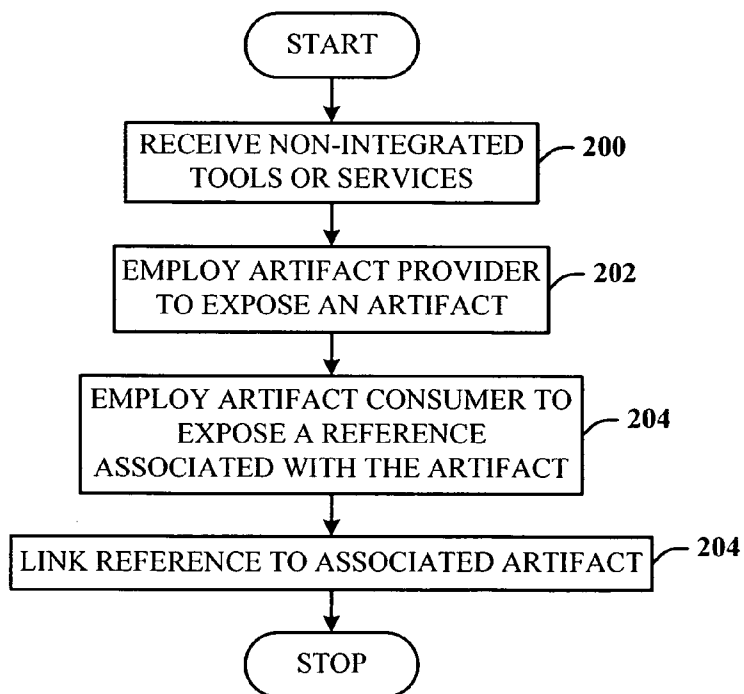 START
RECEIVE NON-INTEGRATED
TOOLS OR SERVICES
200
EMPLOY ARTIFACT PROVIDER
TO EXPOSE AN ARTIFACT
202
EMPLOY ARTIFACT CONSUMER TO
EXPOSE A REFERENCE
ASSOCIATED WITH THE ARTIFACT
204
LINK REFERENCE TO ASSOCIATED ARTIFACT
204
STOP